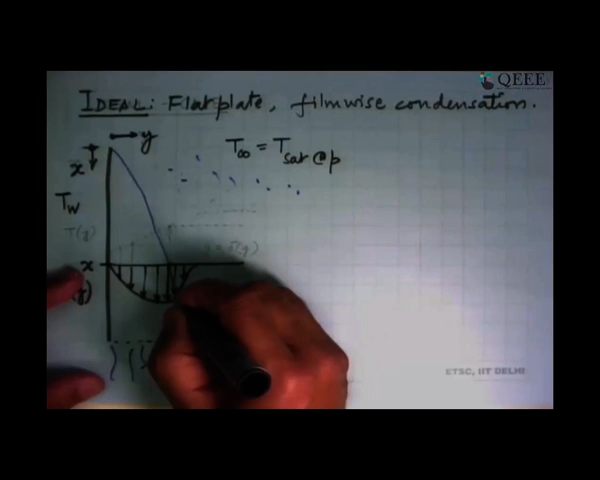 QEEE
IDEAL: Flat plate, filmwise condensation.
y
x
T∞ = Tsat@p
Tw
T(y)
x
ETSC, IIT DELHI